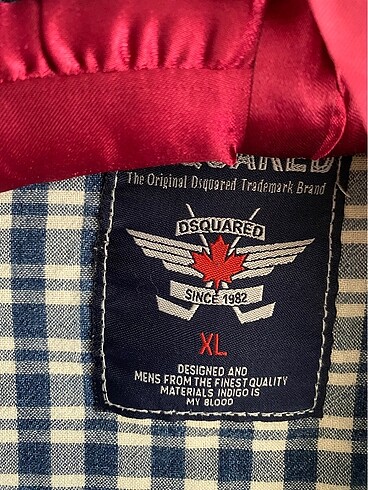 DSQUARED
The Original Dsquared Trademark Brand
DSQUARED
SINCE 1982
XL
DESIGNED AND
MENS FROM THE FINEST QUALITY
MATERIALS INDIGO IS
MY BLOOD